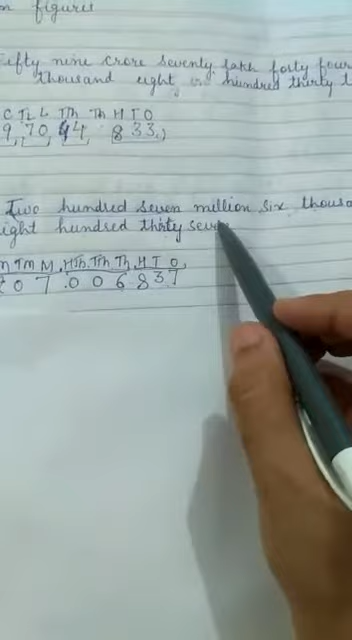 figures
fifty nine crore seventy lakh forty four
thousand eight hundred thirty
C TL L TTh Th H T O
9, 70, 44 833,
Two hundred seven million six
eight hundred thirty seven
TM M, HTh TTh Th, H T O,
2 0 7 , 0 0 6 , 8 3 7